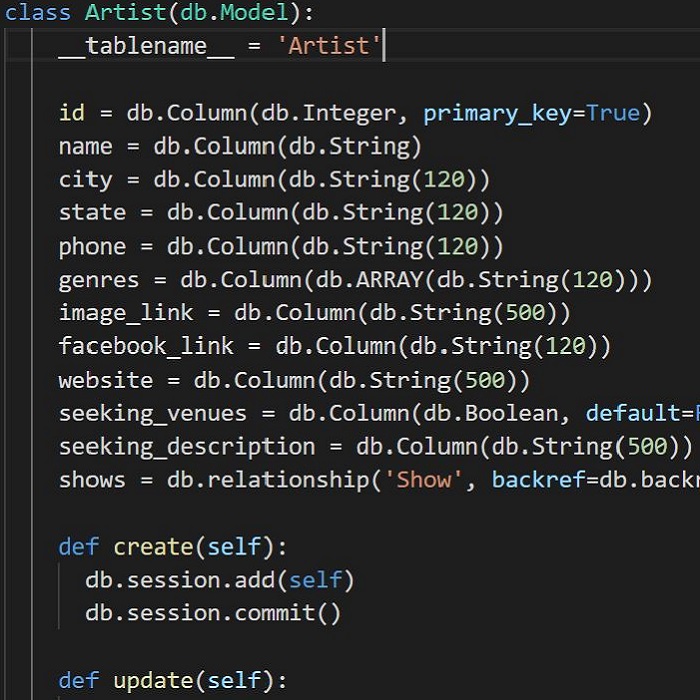 class Artist(db.Model):
__tablename__ = 'Artist'
id = db.Column(db.Integer, primary_key=True)
name = db.Column(db.String)
city = db.Column(db.String(120))
state = db.Column(db.String(120))
phone = db.Column(db.String(120))
genres = db.Column(db.ARRAY(db.String(120)))
image_link = db.Column(db.String(500))
facebook_link = db.Column(db.String(120))
website = db.Column(db.String(500))
seeking_venues = db.Column(db.Boolean, default=
seeking_description = db.Column(db.String(500))
shows = db.relationship('Show', backref=db.backr
def create(self):
db.session.add(self)
db.session.commit()
def update(self):